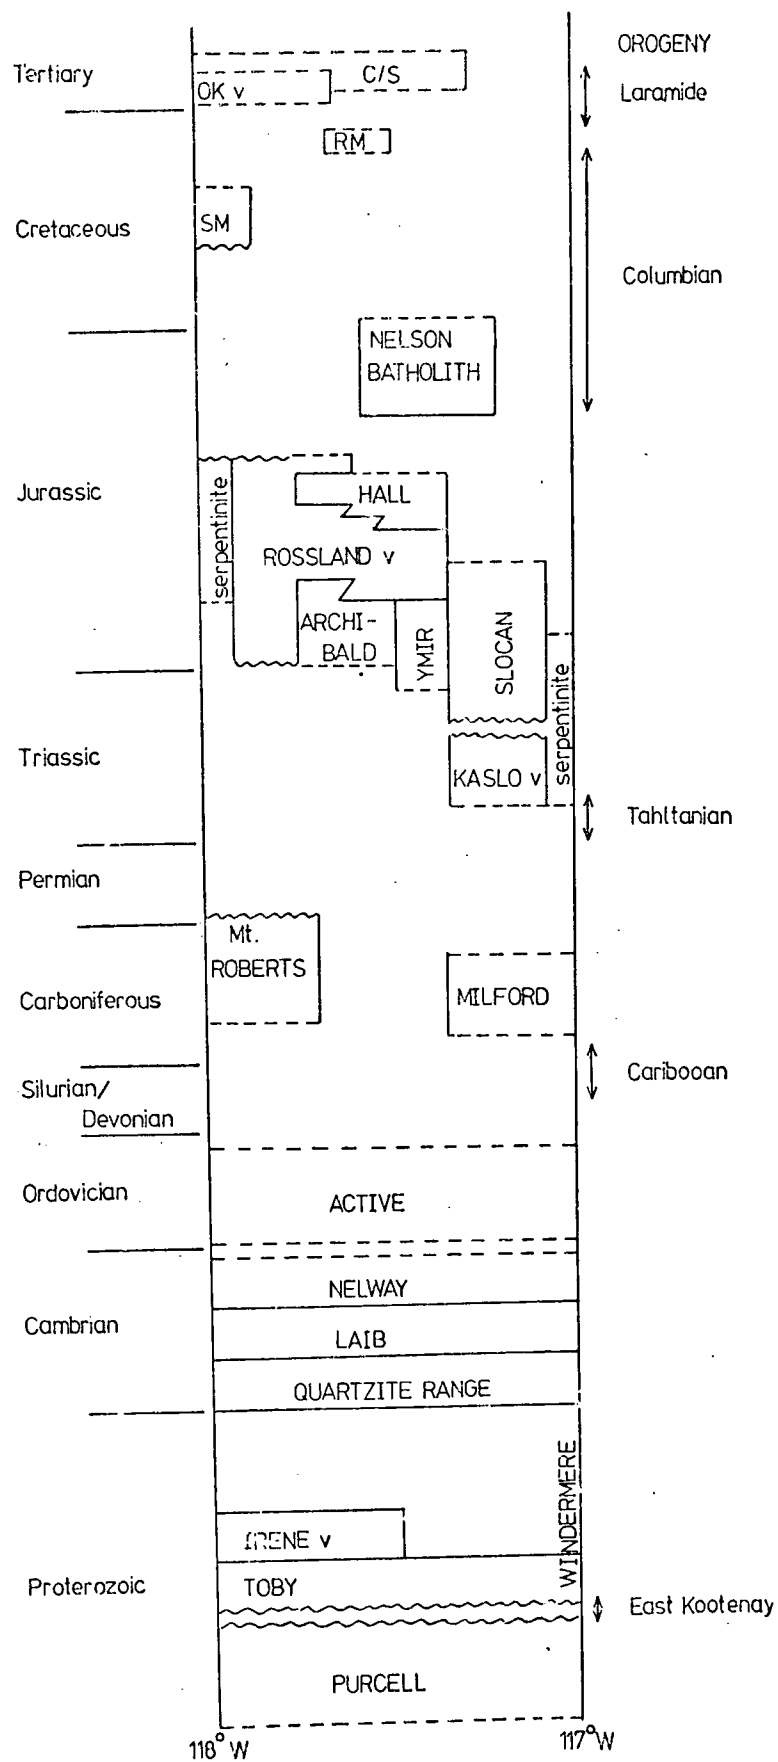 OROGENY
Tertiary
C/S
OK v
Laramide
RM
Cretaceous
SM
Columbian
NELSON
BATHOLITH
Jurassic
serpentinite
HALL
ROSSLAND v
ARCHI-
BALD
YMIR
SLOCAN
serpentinite
Triassic
KASLO v
Tahltanian
Permian
Mt.
ROBERTS
Carboniferous
MILFORD
Silurian/
Devonian
Caribooan
Ordovician
ACTIVE
NELWAY
Cambrian
LAIB
QUARTZITE RANGE
WINDERMERE
IRENE v
Proterozoic
TOBY
East Kootenay
PURCELL
118° W
117° W